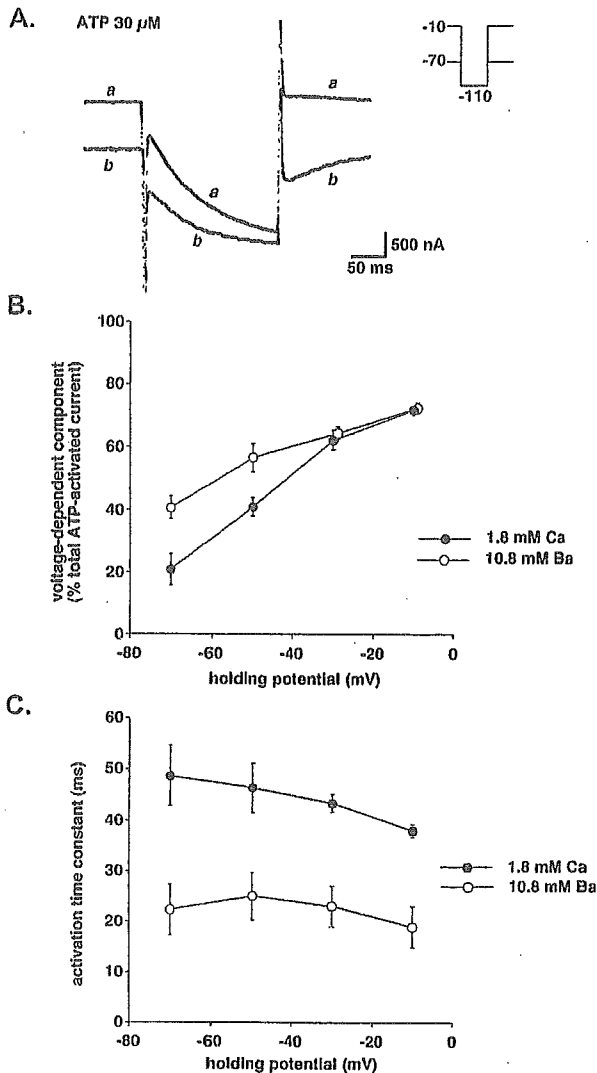 A.
ATP 30 µM
-10
-70
-110
a
a
b
b
a
b
500 nA
50 ms
B.
voltage-dependent component
(% total ATP-activated current)
100
80
60
40
20
0
-80
-60
-40
-20
0
holding potential (mV)
1.8 mM Ca
10.8 mM Ba
C.
activation time constant (ms)
60
50
40
30
20
10
0
-80
-60
-40
-20
0
holding potential (mV)
1.8 mM Ca
10.8 mM Ba